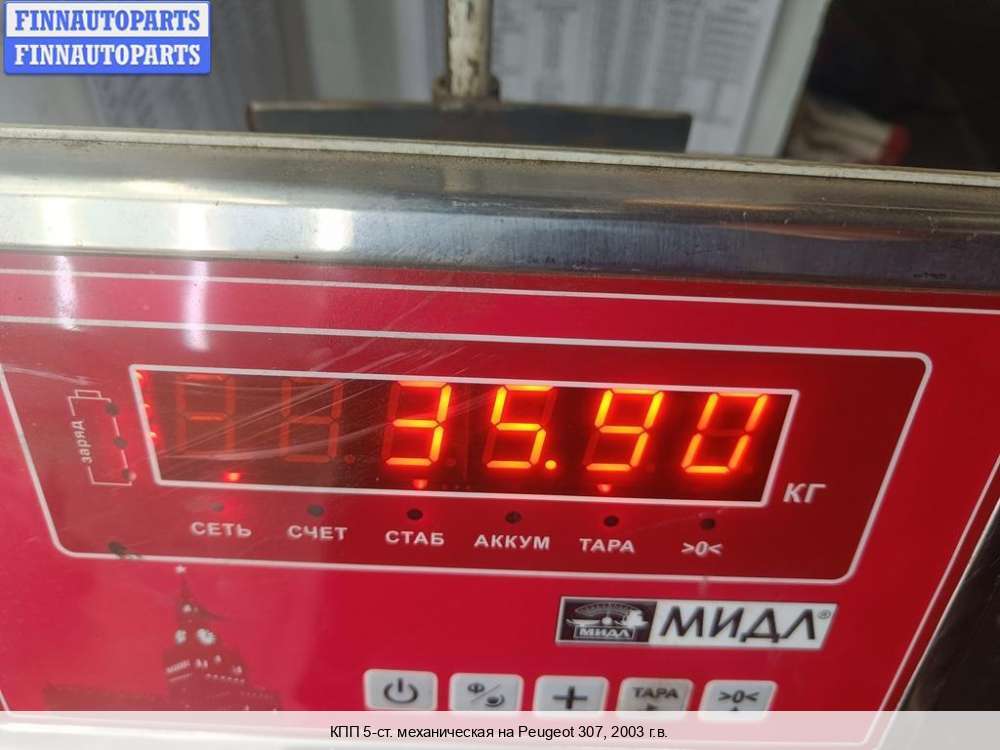 FINNAUTOPARTS
FINNAUTOPARTS
35.90
кг
заряд
СЕТЬ СЧЕТ СТАБ АККУМ ТАРА >0<
МИДЛ МИДЛ®
ТАРА >0<
КПП 5-ст. механическая на Peugeot 307, 2003 г.в.